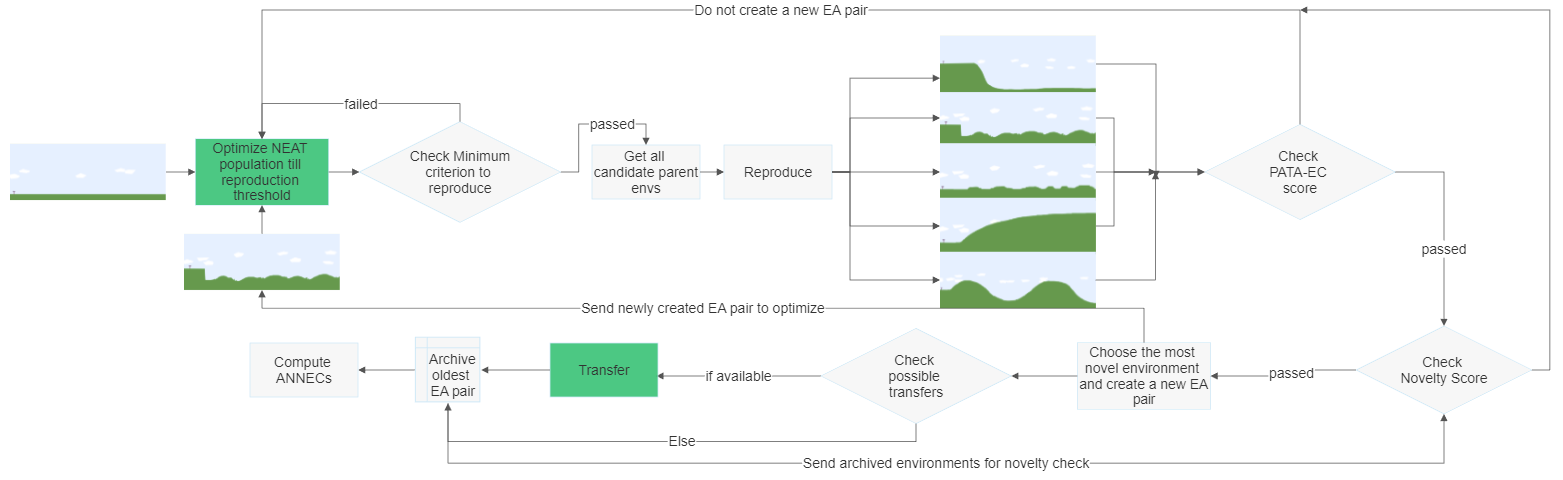 Do not create a new EA pair
failed
passed
Optimize NEAT
population till
reproduction
threshold
Check Minimum
criterion to
reproduce
Get all
candidate parent
envs
Reproduce
Check
PATA-EC
score
passed
Send newly created EA pair to optimize
Compute
ANNECs
Archive
oldest
EA pair
Transfer
if available
Check
possible
transfers
Choose the most
novel environment
and create a new EA
pair
passed
Check
Novelty Score
Else
Send archived environments for novelty check